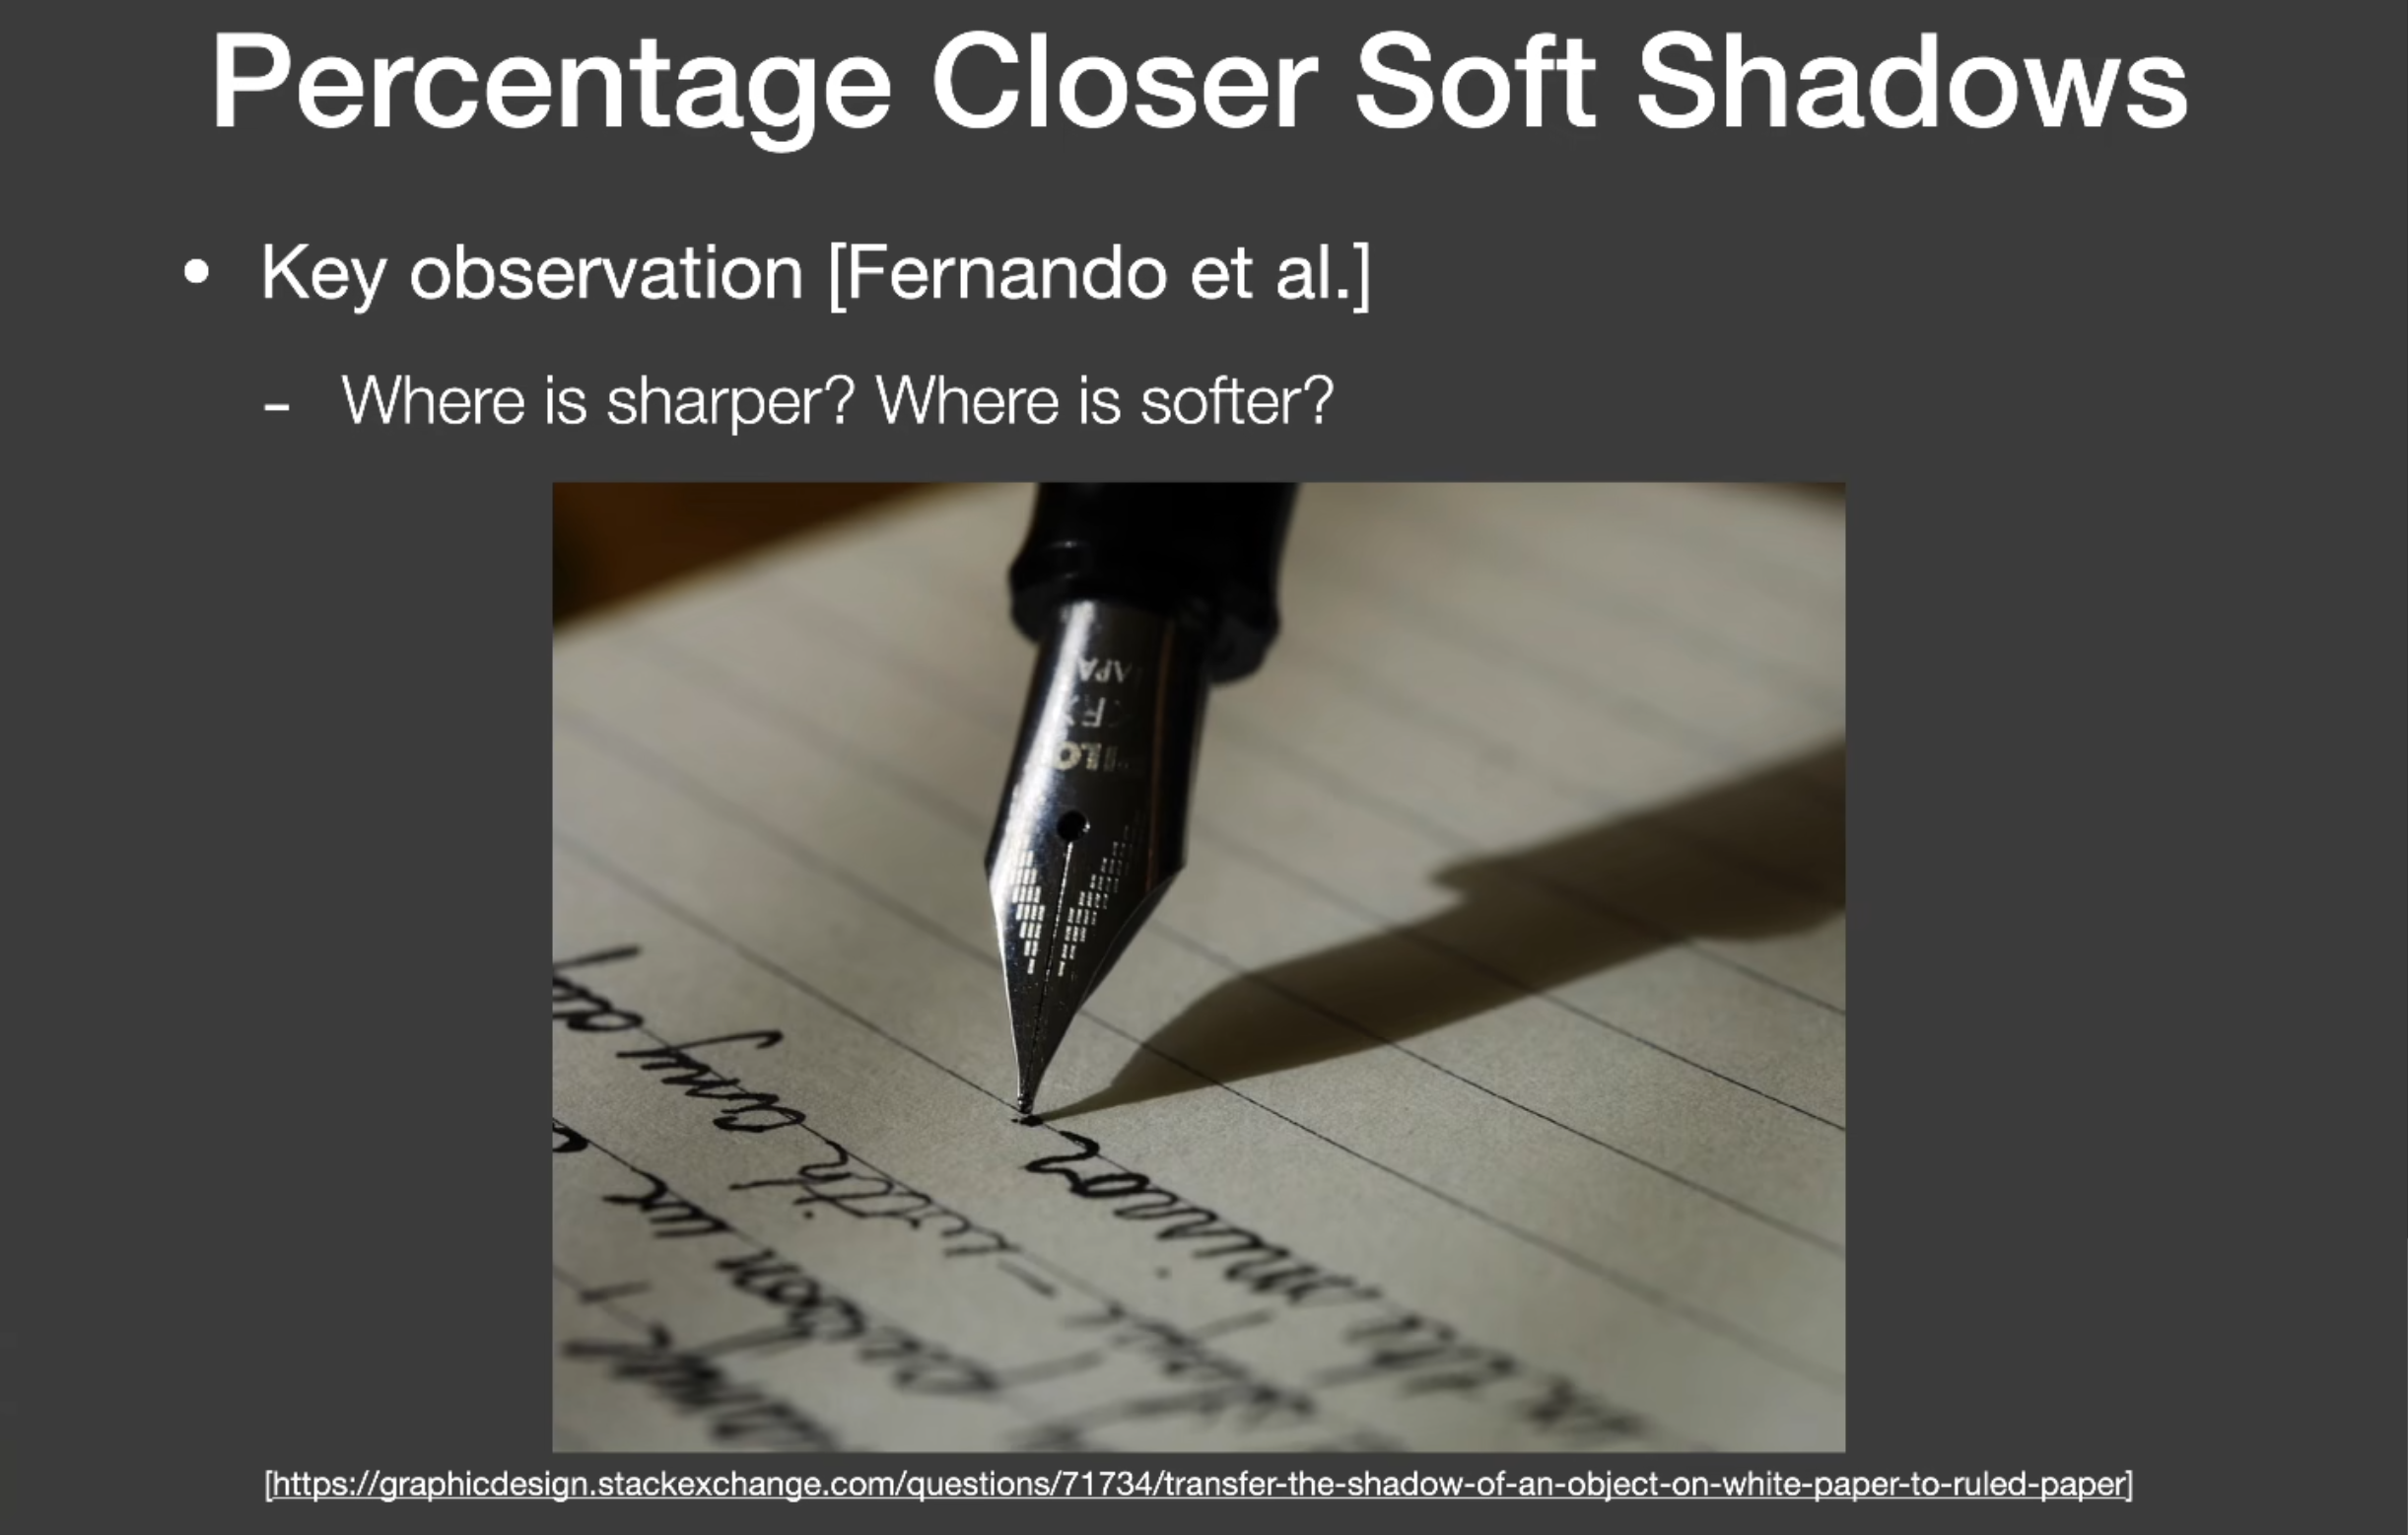 Percentage Closer Soft Shadows
• Key observation [Fernando et al.]
- Where is sharper? Where is softer?
[https://graphicdesign.stackexchange.com/questions/71734/transfer-the-shadow-of-an-object-on-white-paper-to-ruled-paper]